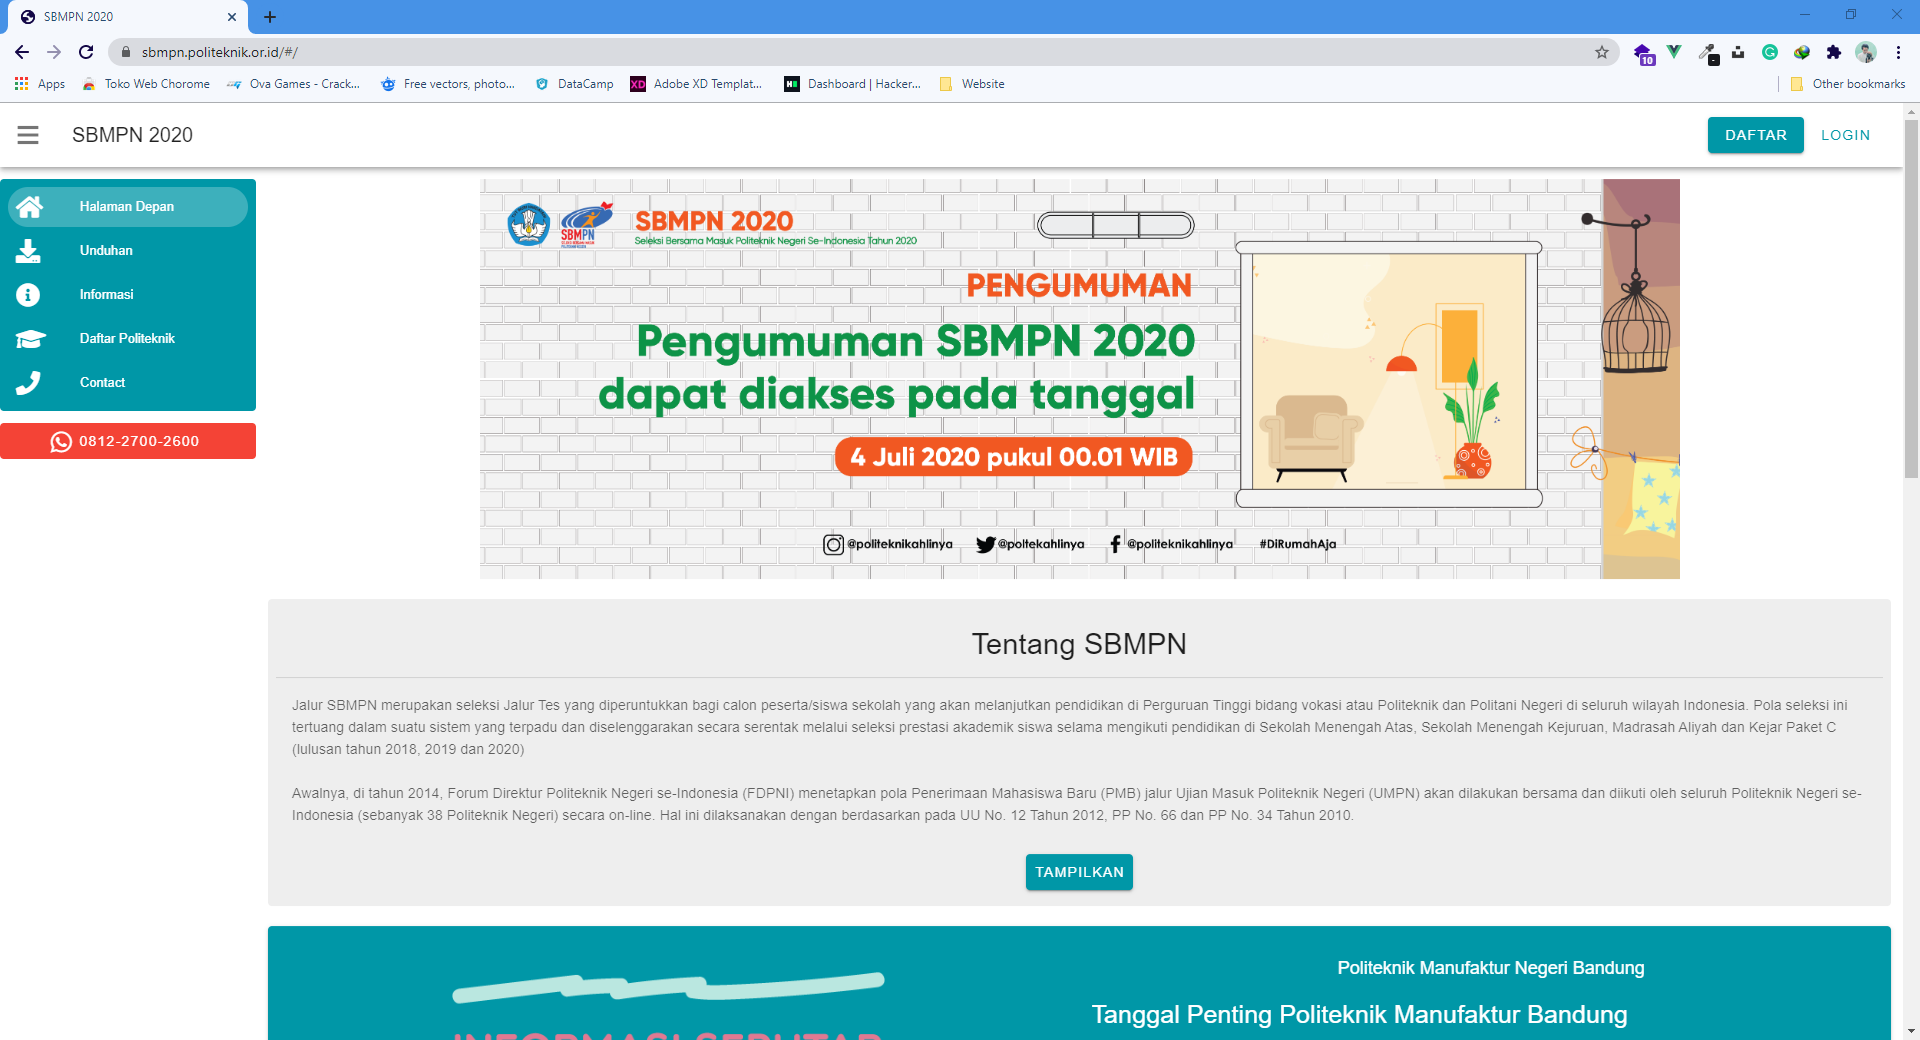 SBMPN 2020
sbmpn.politeknik.or.id/#/
10
Apps
Toko Web Chorome
Ova Games - Crack...
Free vectors, photo...
DataCamp
XD
Adobe XD Templat...
Dashboard | Hacker...
Website
Other bookmarks
SBMPN 2020
DAFTAR
LOGIN
Halaman Depan
Unduhan
Informasi
Daftar Politeknik
Contact
0812-2700-2600
SBMPN
SBMPN 2020
Seleksi Bersama Masuk Politeknik Negeri Se-Indonesia Tahun 2020
PENGUMUMAN
Pengumuman SBMPN 2020
dapat diakses pada tanggal
4 Juli 2020 pukul 00.01 WIB
@politeknikahlinya
@poltekahlinya
@politeknikahlinya
#DiRumahAja
Tentang SBMPN
Jalur SBMPN merupakan seleksi Jalur Tes yang diperuntukkan bagi calon peserta/siswa sekolah yang akan melanjutkan pendidikan di Perguruan Tinggi bidang vokasi atau Politeknik dan Politani Negeri di seluruh wilayah Indonesia. Pola seleksi ini
tertuang dalam suatu sistem yang terpadu dan diselenggarakan secara serentak melalui seleksi prestasi akademik siswa selama mengikuti pendidikan di Sekolah Menengah Atas, Sekolah Menengah Kejuruan, Madrasah Aliyah dan Kejar Paket C
(lulusan tahun 2018, 2019 dan 2020)
Awalnya, di tahun 2014, Forum Direktur Politeknik Negeri se-Indonesia (FDPNI) menetapkan pola Penerimaan Mahasiswa Baru (PMB) jalur Ujian Masuk Politeknik Negeri (UMPN) akan dilakukan bersama dan diikuti oleh seluruh Politeknik Negeri se-
Indonesia (sebanyak 38 Politeknik Negeri) secara on-line. Hal ini dilaksanakan dengan berdasarkan pada UU No. 12 Tahun 2012, PP No. 66 dan PP No. 34 Tahun 2010.
TAMPILKAN
INFORMASI SEPUTAR
Politeknik Manufaktur Negeri Bandung
Tanggal Penting Politeknik Manufaktur Bandung